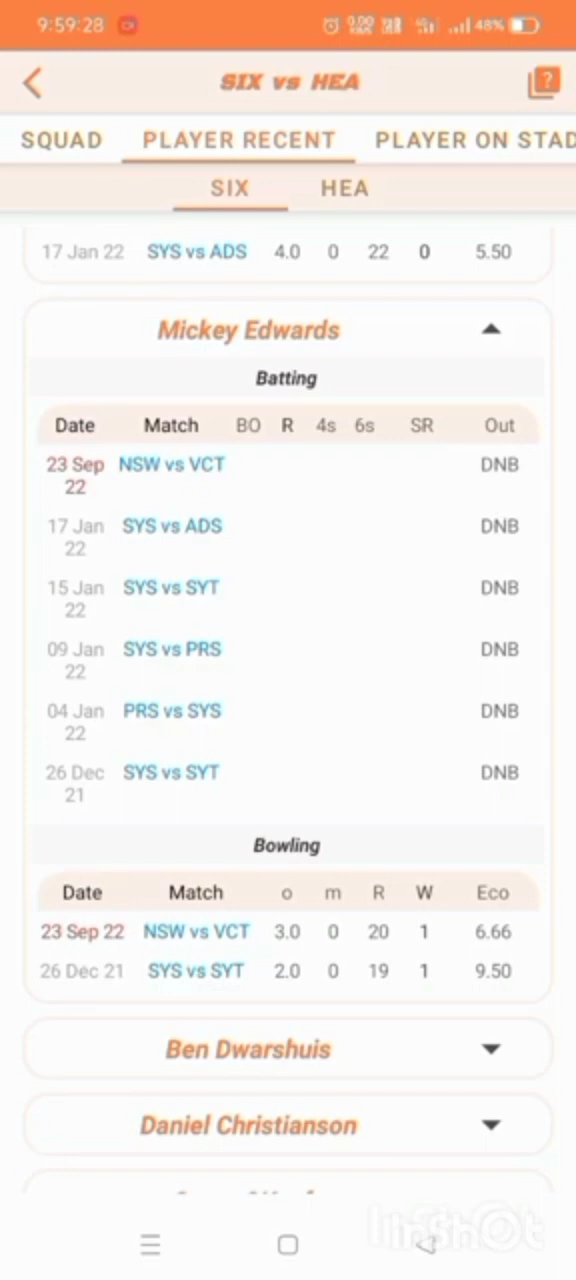 9:59:28
48%
SIX vs HEA
SQUAD PLAYER RECENT PLAYER ON STAD
SIX HEA
17 Jan 22 SYS vs ADS 4.0 0 22 0 5.50
Mickey Edwards
Batting
Date Match BO R 4s 6s SR Out
23 Sep 22 NSW vs VCT DNB
17 Jan 22 SYS vs ADS DNB
15 Jan 22 SYS vs SYT DNB
09 Jan 22 SYS vs PRS DNB
04 Jan 22 PRS vs SYS DNB
26 Dec 21 SYS vs SYT DNB
Bowling
Date Match o m R W Eco
23 Sep 22 NSW vs VCT 3.0 0 20 1 6.66
26 Dec 21 SYS vs SYT 2.0 0 19 1 9.50
Ben Dwarshuis
Daniel Christianson
InShOt